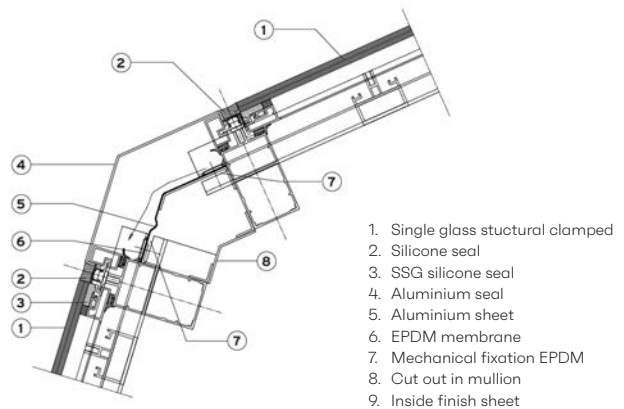 1
2
4
5
6
2
3
1
7
8
7
1. Single glass stuctural clamped
2. Silicone seal
3. SSG silicone seal
4. Aluminium seal
5. Aluminium sheet
6. EPDM membrane
7. Mechanical fixation EPDM
8. Cut out in mullion
9. Inside finish sheet